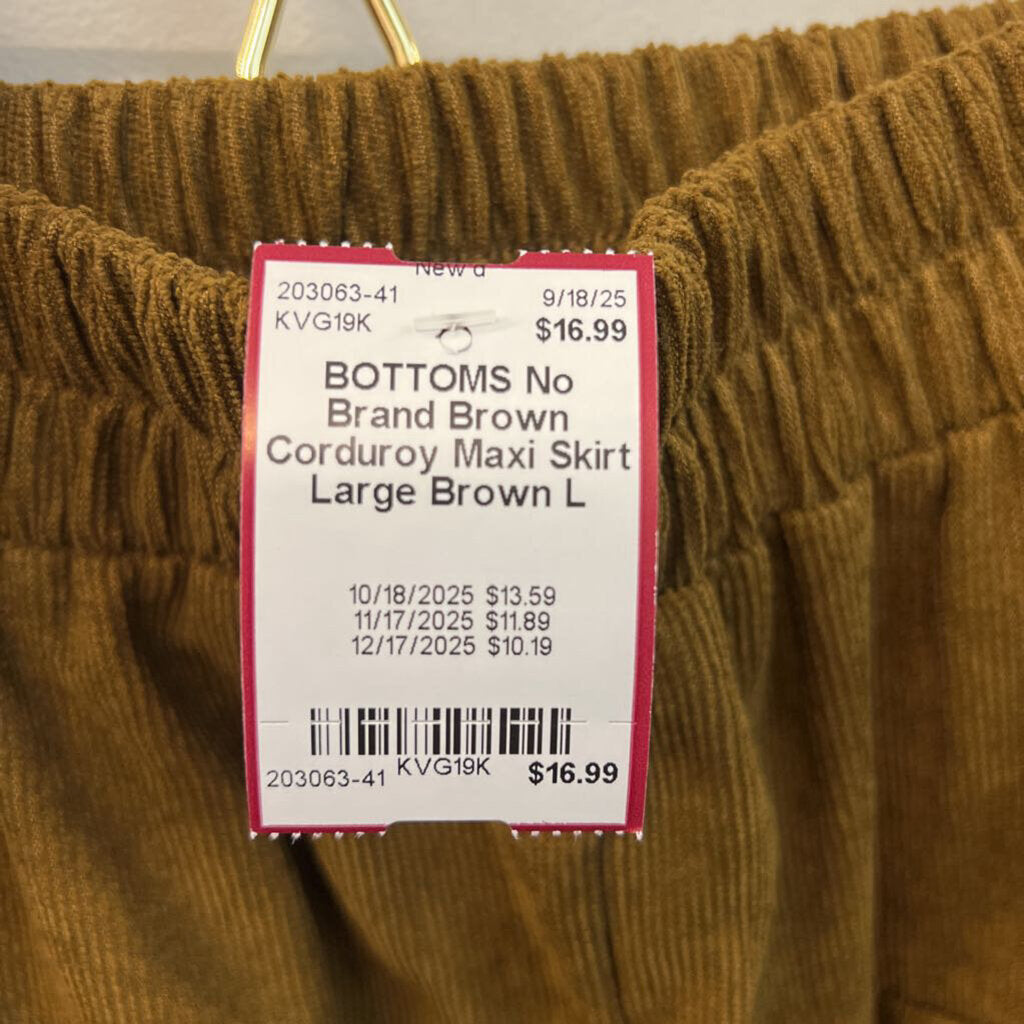 New a
203063-41 9/18/25
KVG19K $16.99
BOTTOMS No
Brand Brown
Corduroy Maxi Skirt
Large Brown L
10/18/2025 $13.59
11/17/2025 $11.89
12/17/2025 $10.19
203063-41 KVG19K $16.99